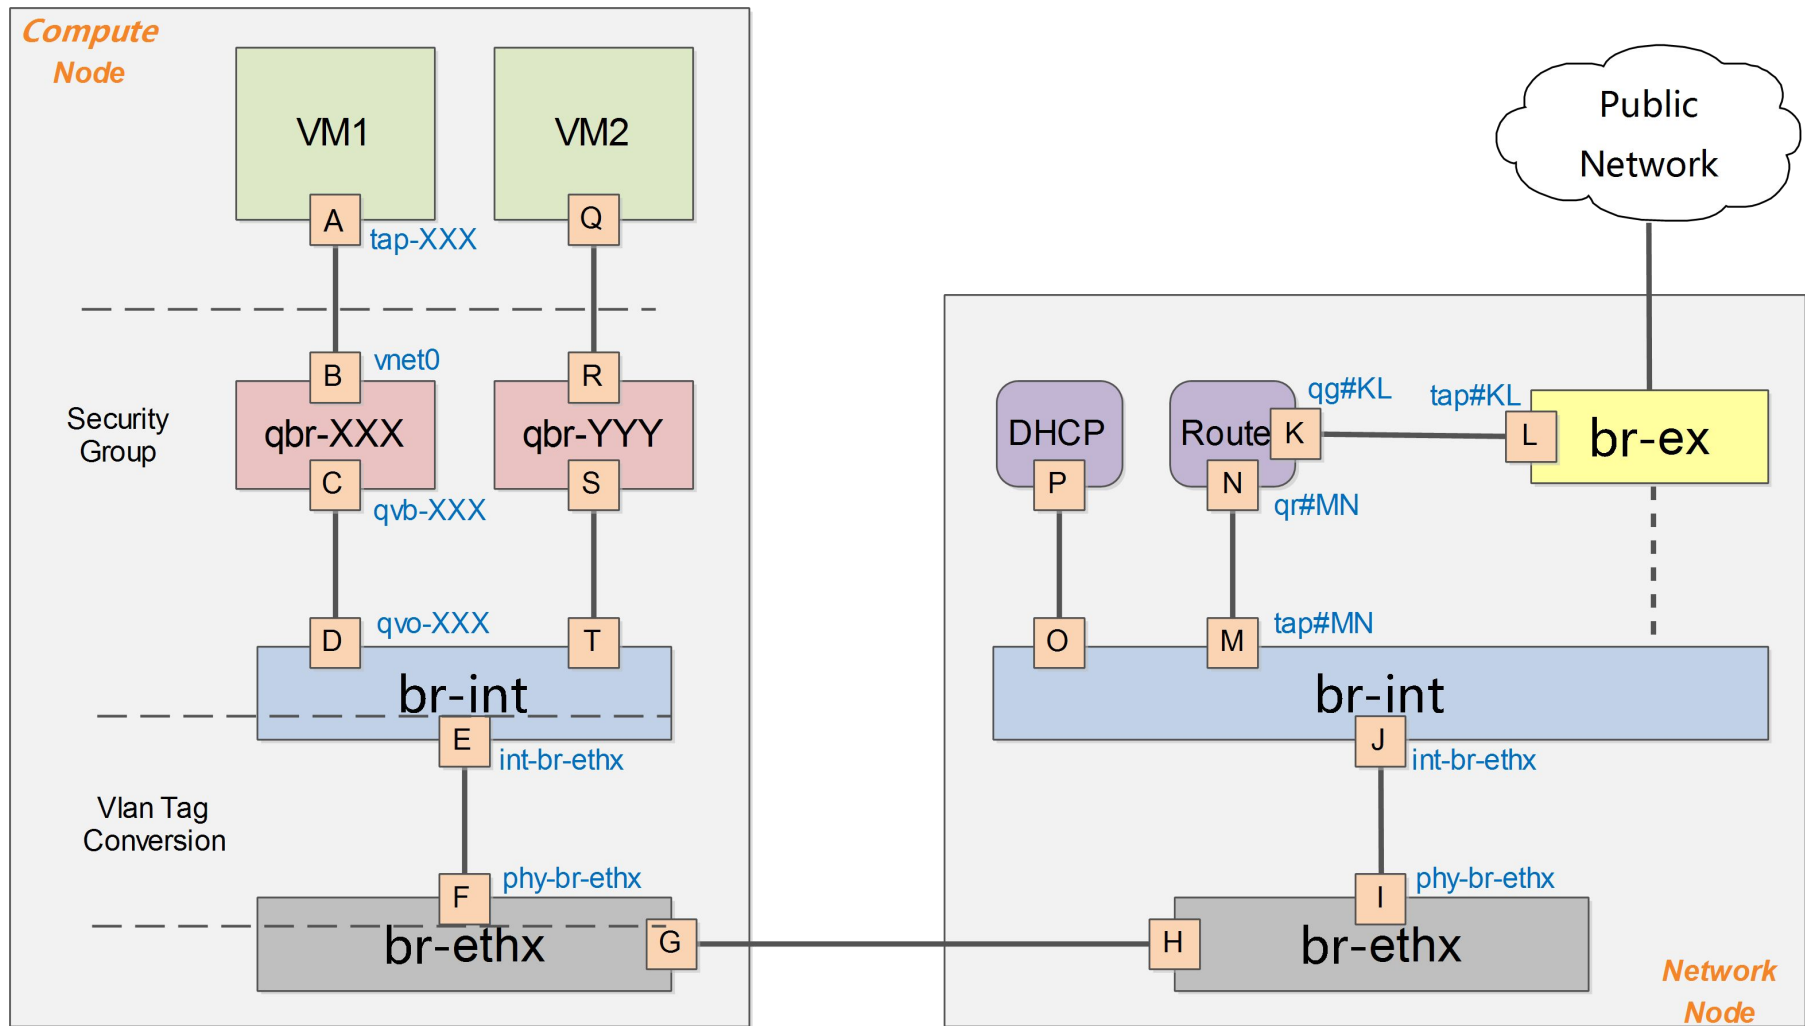 Compute
Node
VM1
VM2
A
tap-XXX
Q
Security
Group
B
vnet0
R
qbr-XXX
qbr-YYY
C
qvb-XXX
S
D
qvo-XXX
T
br-int
E
int-br-ethx
Vlan Tag
Conversion
F
phy-br-ethx
br-ethx
G
Public
Network
DHCP
P
Route
K
qg#KL
tap#KL
L
br-ex
N
qr#MN
O
M
tap#MN
br-int
J
int-br-ethx
I
phy-br-ethx
H
br-ethx
Network
Node